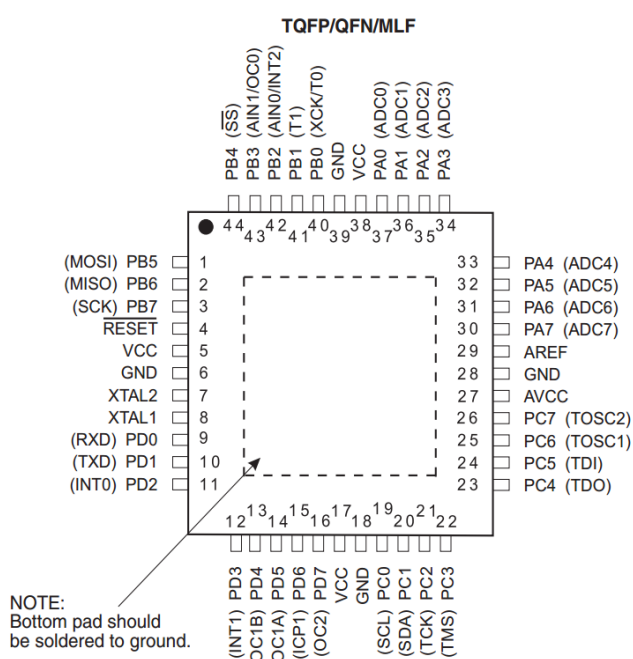 TQFP/QFN/MLF
PB4 (SS)
PB3 (AIN1/OC0)
PB2 (AIN0/INT2)
PB1 (T1)
PB0 (XCK/T0)
GND
VCC
PA0 (ADC0)
PA1 (ADC1)
PA2 (ADC2)
PA3 (ADC3)
44 43 42 41 40 39 38 37 36 35 34
(MOSI) PB5 1
(MISO) PB6 2
(SCK) PB7 3
RESET 4
VCC 5
GND 6
XTAL2 7
XTAL1 8
(RXD) PD0 9
(TXD) PD1 10
(INT0) PD2 11
33 PA4 (ADC4)
32 PA5 (ADC5)
31 PA6 (ADC6)
30 PA7 (ADC7)
29 AREF
28 GND
27 AVCC
26 PC7 (TOSC2)
25 PC6 (TOSC1)
24 PC5 (TDI)
23 PC4 (TDO)
12 13 14 15 16 17 18 19 20 21 22
(INT1) PD3
OC1B) PD4
OC1A) PD5
(ICP1) PD6
(OC2) PD7
VCC
GND
(SCL) PC0
(SDA) PC1
(TCK) PC2
(TMS) PC3
NOTE:
Bottom pad should
be soldered to ground.